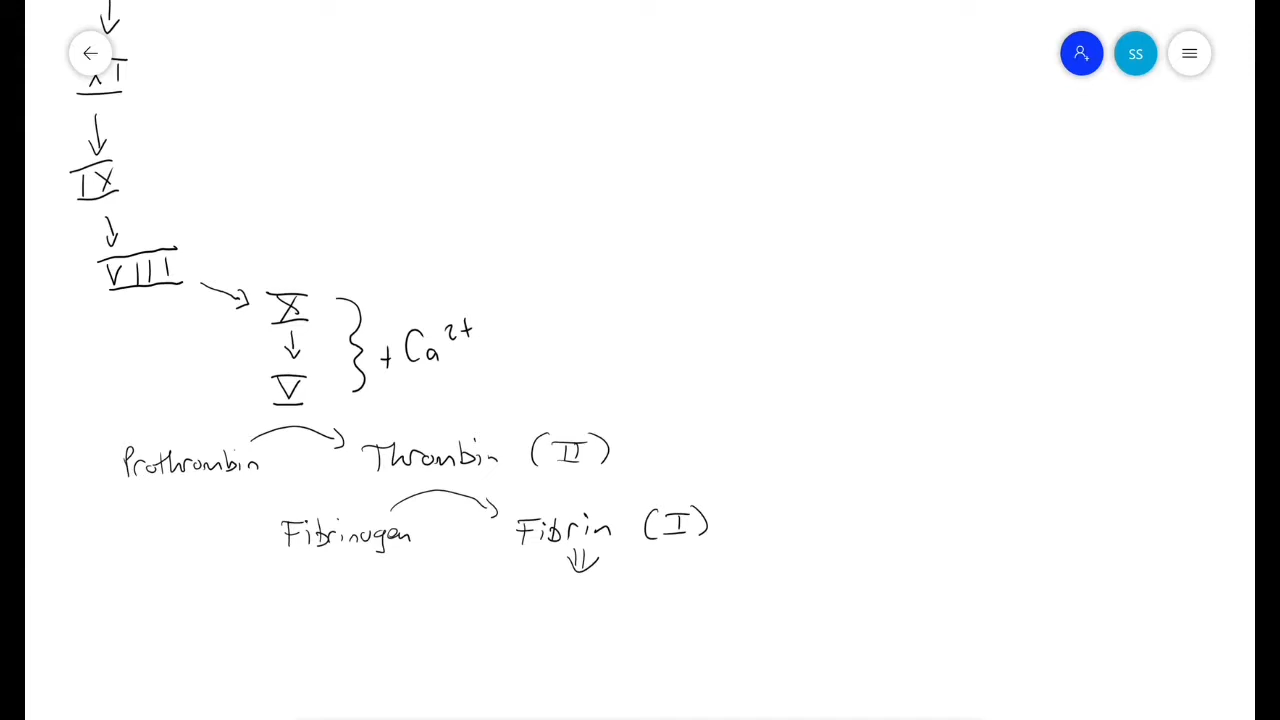 SS
XI
IX
VIII
X
+ Ca²⁺
V
Prothrombin Thrombin (II)
Fibrinogen Fibrin (I)